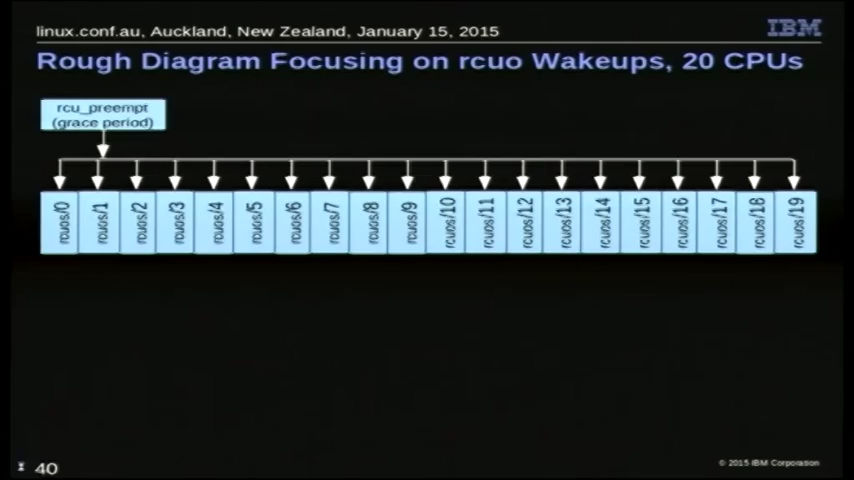 linux.conf.au, Auckland, New Zealand, January 15, 2015
IBM
Rough Diagram Focusing on rcuo Wakeups, 20 CPUs
rcu_preempt
(grace period)
rcuos/0
rcuos/1
rcuos/2
rcuos/3
rcuos/4
rcuos/5
rcuos/6
rcuos/7
rcuos/8
rcuos/9
rcuos/10
rcuos/11
rcuos/12
rcuos/13
rcuos/14
rcuos/15
rcuos/16
rcuos/17
rcuos/18
rcuos/19
40
© 2015 IBM Corporation